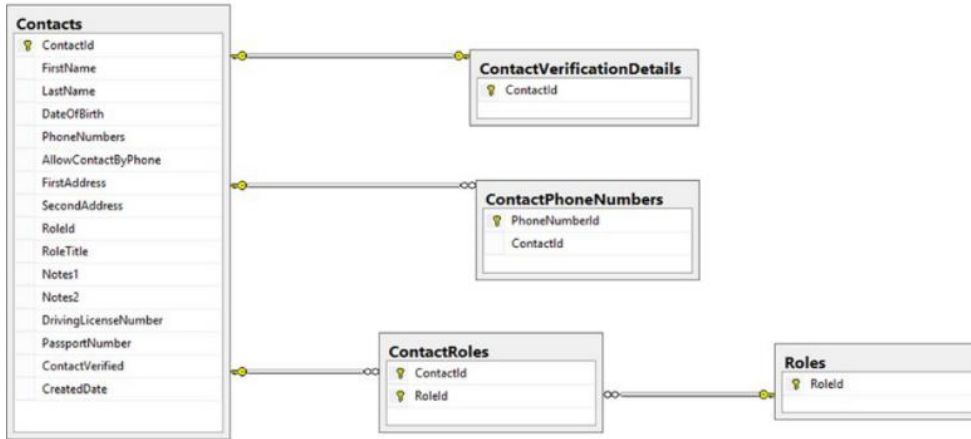 Contacts
ContactId
FirstName
LastName
DateOfBirth
PhoneNumbers
AllowContactByPhone
FirstAddress
SecondAddress
RoleId
RoleTitle
Notes1
Notes2
DrivingLicenseNumber
PassportNumber
ContactVerified
CreatedDate
ContactVerificationDetails
ContactId
ContactPhoneNumbers
PhoneNumberId
ContactId
ContactRoles
ContactId
RoleId
Roles
RoleId